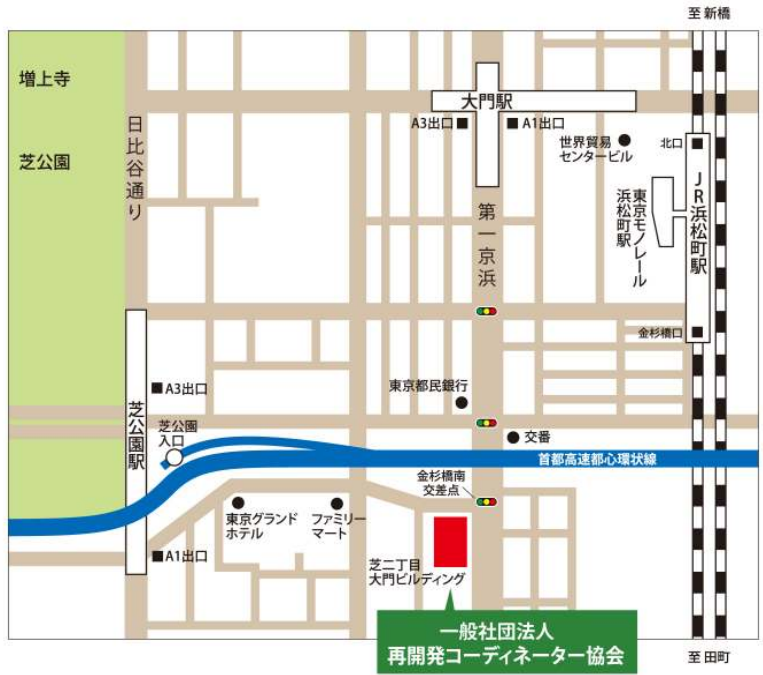 至 新橋
増上寺
大門駅
A3出口
A1出口
日比谷通り
世界貿易
センタービル
北口
芝公園
JR浜松町駅
東京モノレール
浜松町駅
第一京浜
金杉橋口
A3出口
東京都民銀行
芝公園駅
芝公園
入口
交番
首都高速都心環状線
金杉橋南
交差点
東京グランド
ホテル
ファミリー
マート
A1出口
芝二丁目
大門ビルディング
一般社団法人
再開発コーディネーター協会
至 田町